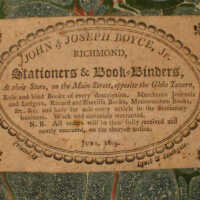 JOHN & JOSEPH BOYCE, Jr.
RICHMOND,
Stationers & Book-Binders,
At their Store, on the Main Street, opposite the Globe Tavern,
Rule and bind Books of every description. Merchants Journals
and Ledgers, Record and Receipt Books, Memorandum Books,
&c. &c. and have for sale every article in the Stationary
business. Work and materials warranted.
N. B. All orders will be thankfully received and
neatly executed, on the shortest notice.
JUNE, 1805.